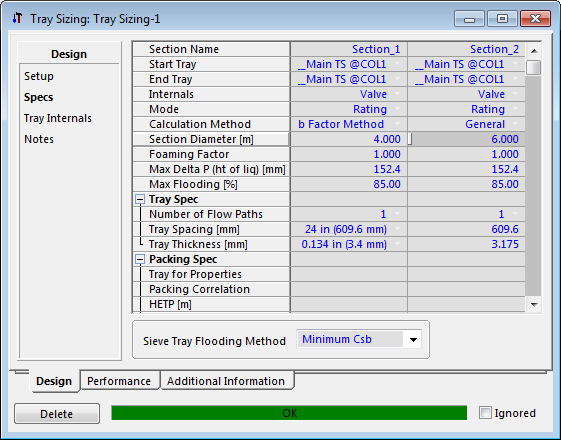 Tray Sizing: Tray Sizing-1
Design
Setup
Specs
Tray Internals
Notes
Section Name Section_1 Section_2
Start Tray __Main TS @COL1 __Main TS @COL1
End Tray __Main TS @COL1 __Main TS @COL1
Internals Valve Valve
Mode Rating Rating
Calculation Method b Factor Method General
Section Diameter [m] 4.000 6.000
Foaming Factor 1.000 1.000
Max Delta P (ht of liq) [mm] 152.4 152.4
Max Flooding [%] 85.00 85.00
Tray Spec
Number of Flow Paths 1 1
Tray Spacing [mm] 24 in (609.6 mm) 609.6
Tray Thickness [mm] 0.134 in (3.4 mm) 3.175
Packing Spec
Tray for Properties
Packing Correlation
HETP [m]
Sieve Tray Flooding Method Minimum Csb
Design Performance Additional Information
Delete OK Ignored